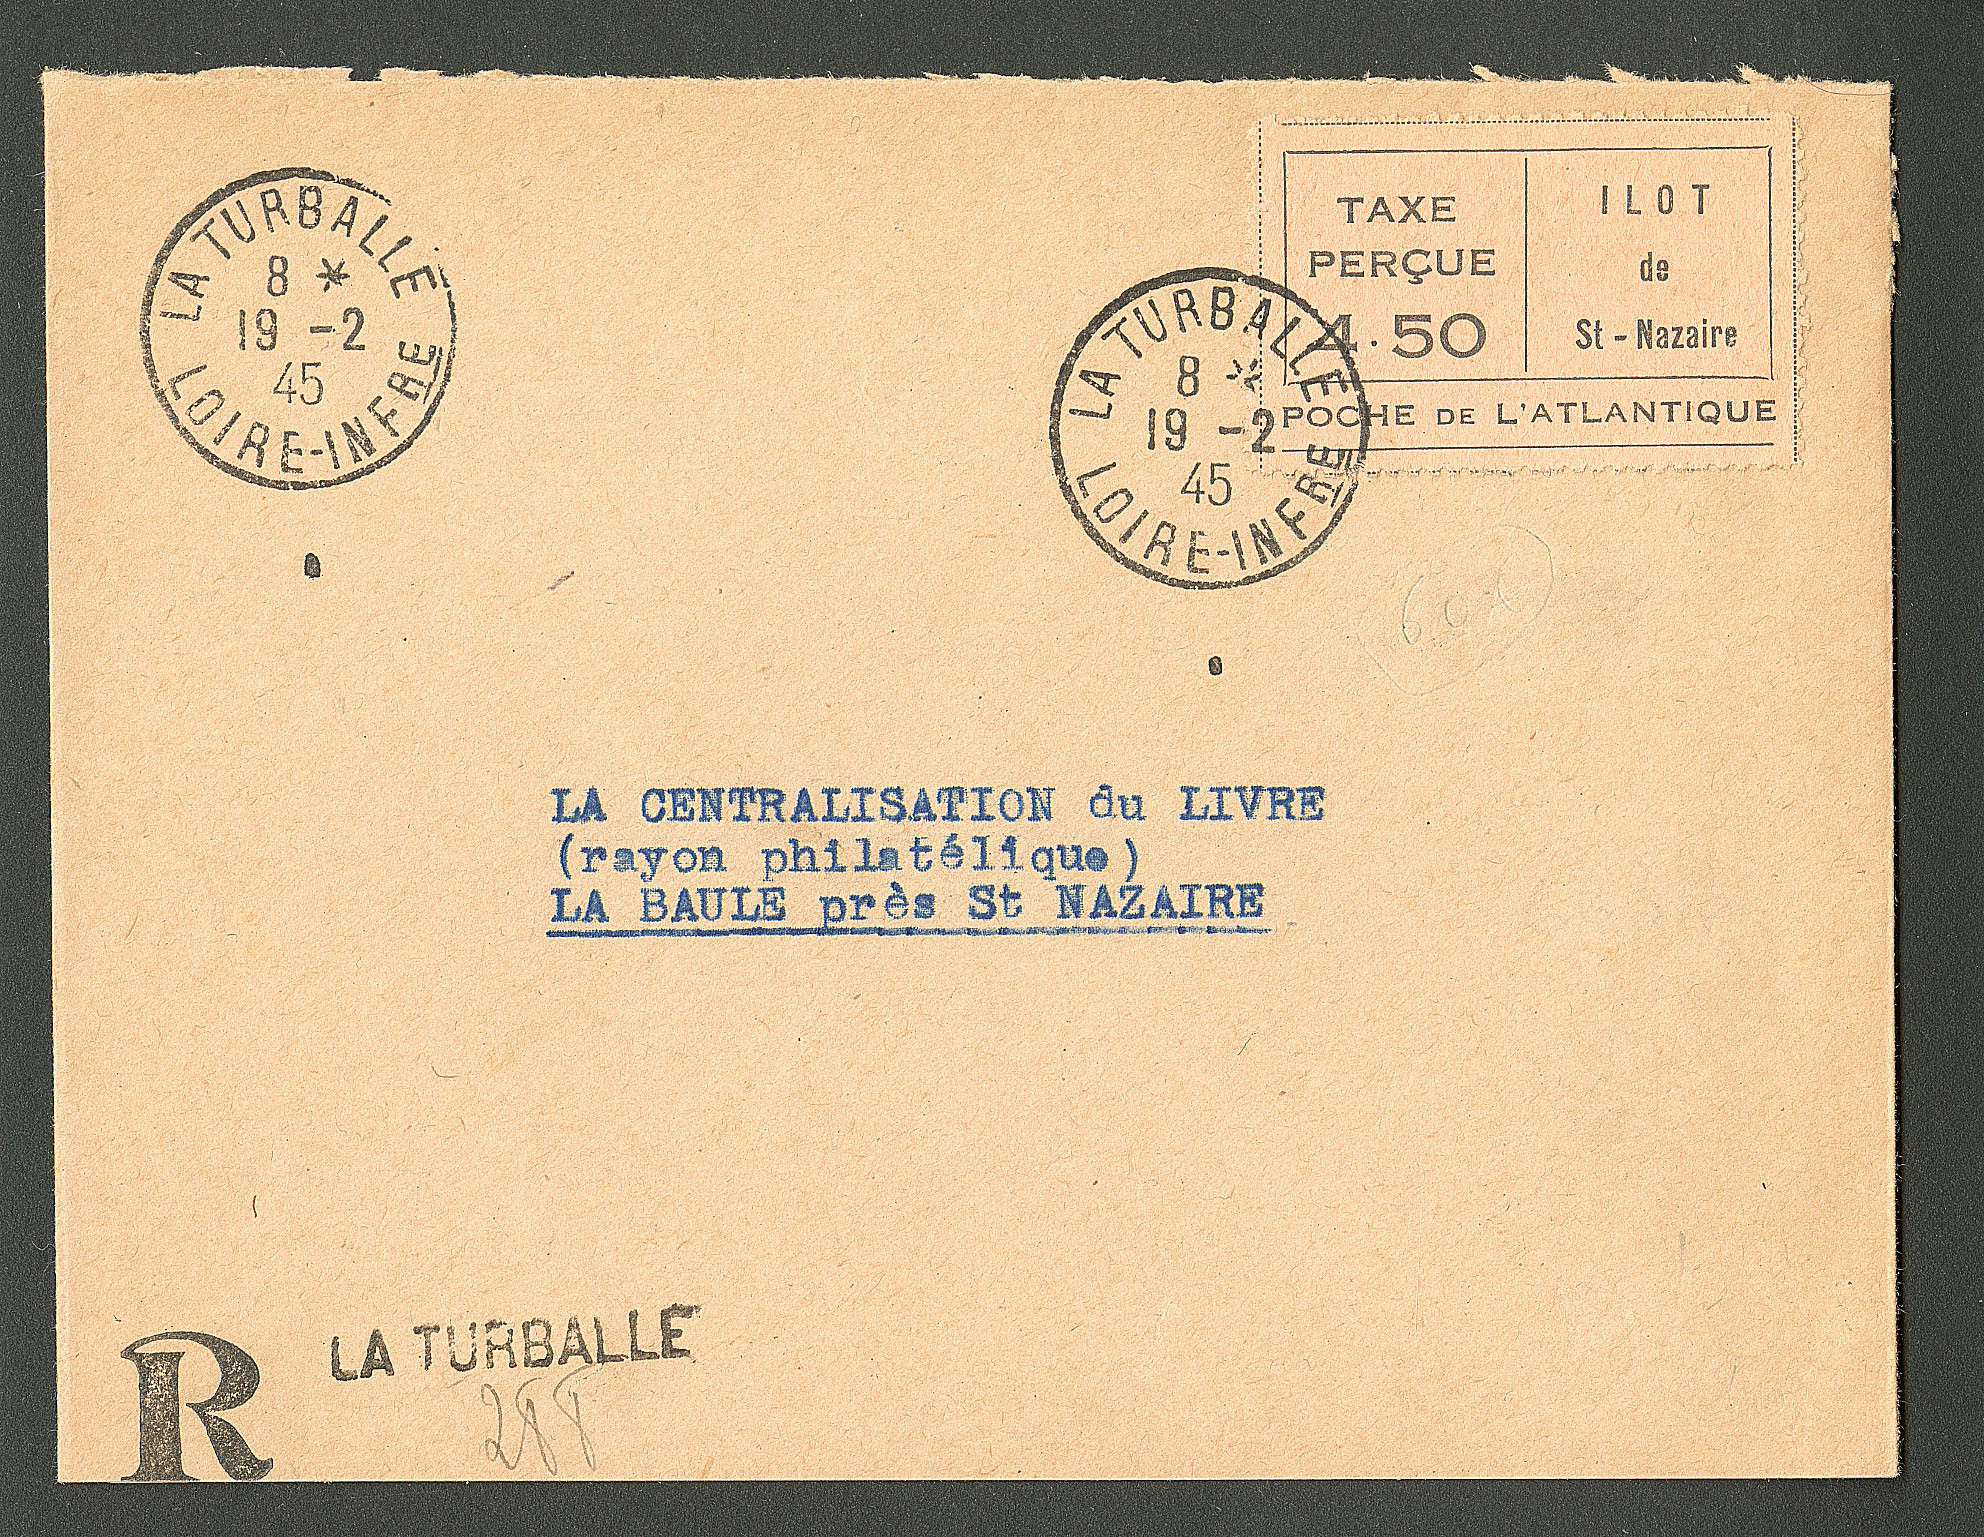 LA TURBALLE
8 *
19 -2
45
LOIRE-INFRE
TAXE
PERÇUE
4.50
ILOT
de
St - Nazaire
POCHE DE L'ATLANTIQUE
LA TURBALLE
8 *
19 -2
45
LOIRE-INFRE
LA CENTRALISATION du LIVRE
(rayon philatélique)
LA BAULE près St NAZAIRE
R
LA TURBALLE
288